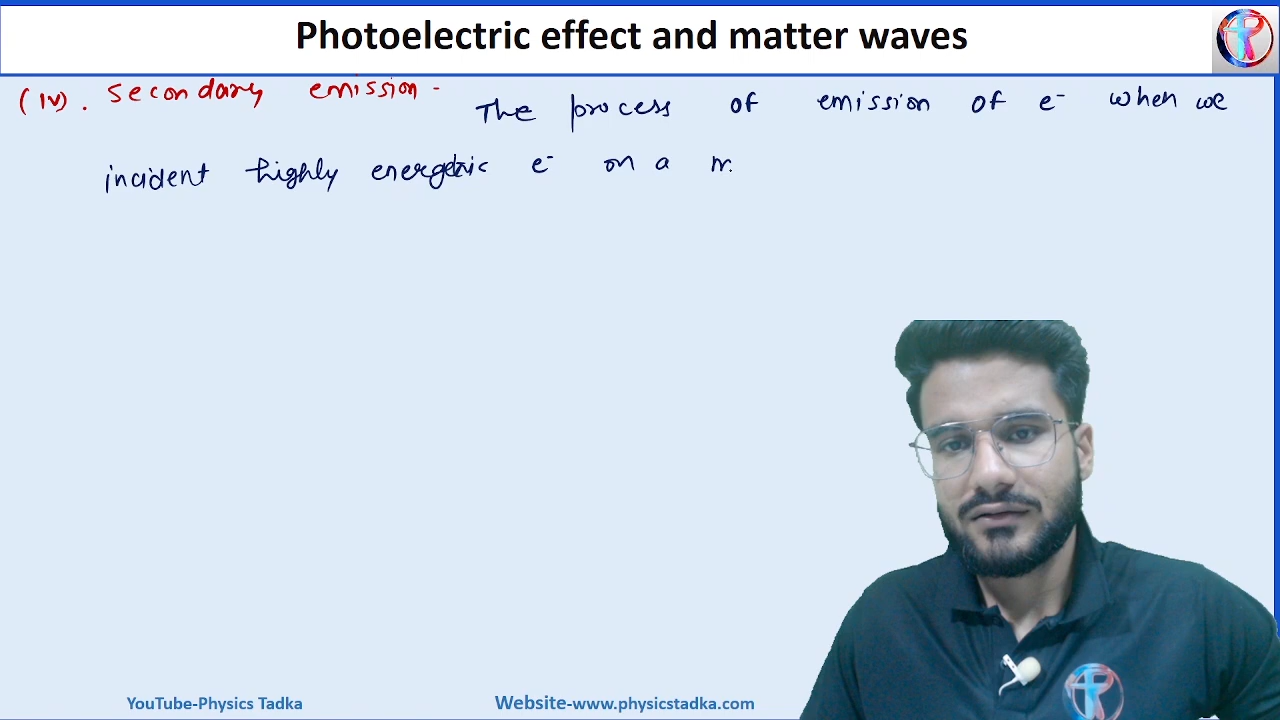 Photoelectric effect and matter waves
(iv). Secondary emission - The process of emission of e⁻ when we
incident highly energetic e⁻ on a
YouTube-Physics Tadka
Website-www.physicstadka.com